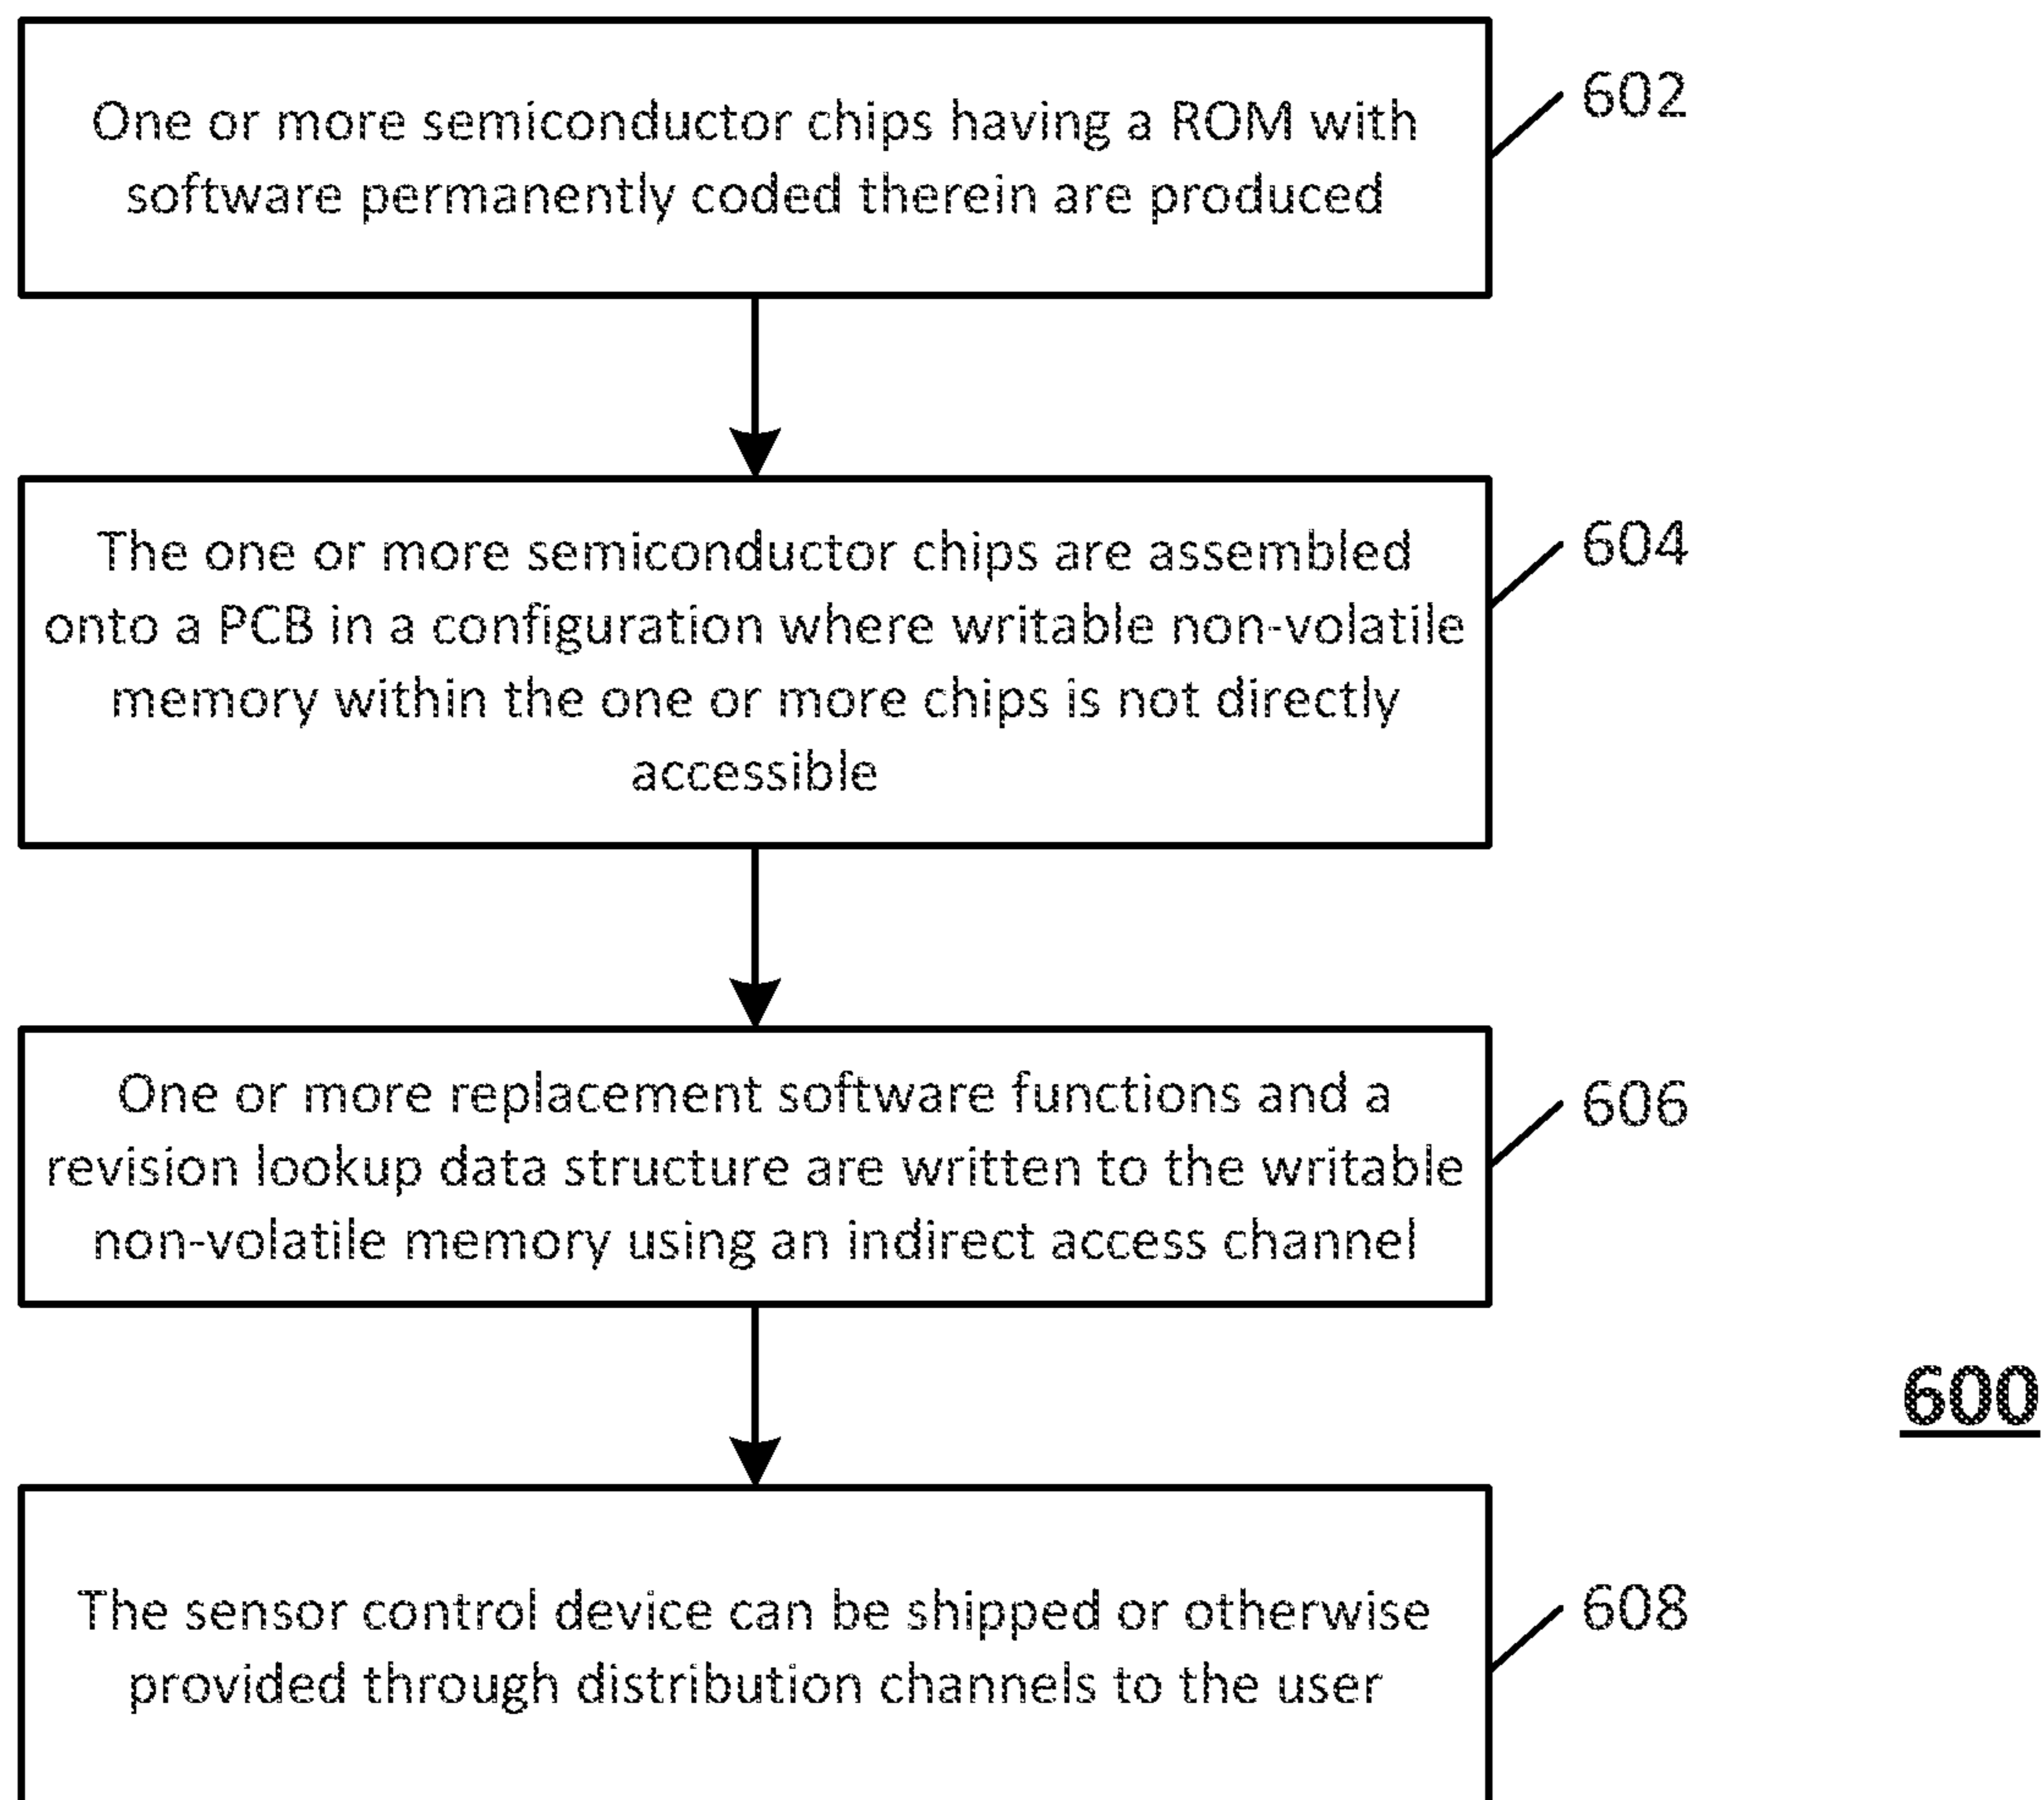 One or more semiconductor chips having a ROM with
software permanently coded therein are produced
602
The one or more semiconductor chips are assembled
onto a PCB in a configuration where writable non-volatile
memory within the one or more chips is not directly
accessible
604
One or more replacement software functions and a
revision lookup data structure are written to the writable
non-volatile memory using an indirect access channel
606
600
The sensor control device can be shipped or otherwise
provided through distribution channels to the user
608